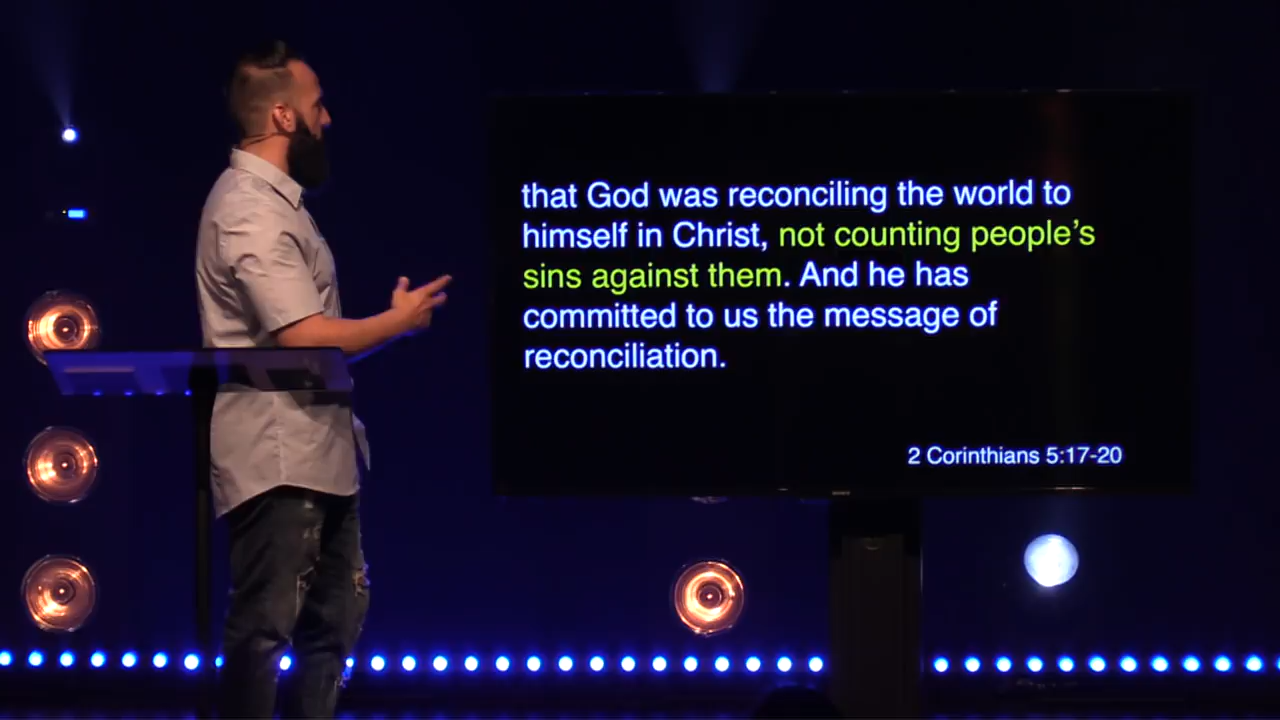 that God was reconciling the world to
himself in Christ, not counting people's
sins against them. And he has
committed to us the message of
reconciliation.
2 Corinthians 5:17-20